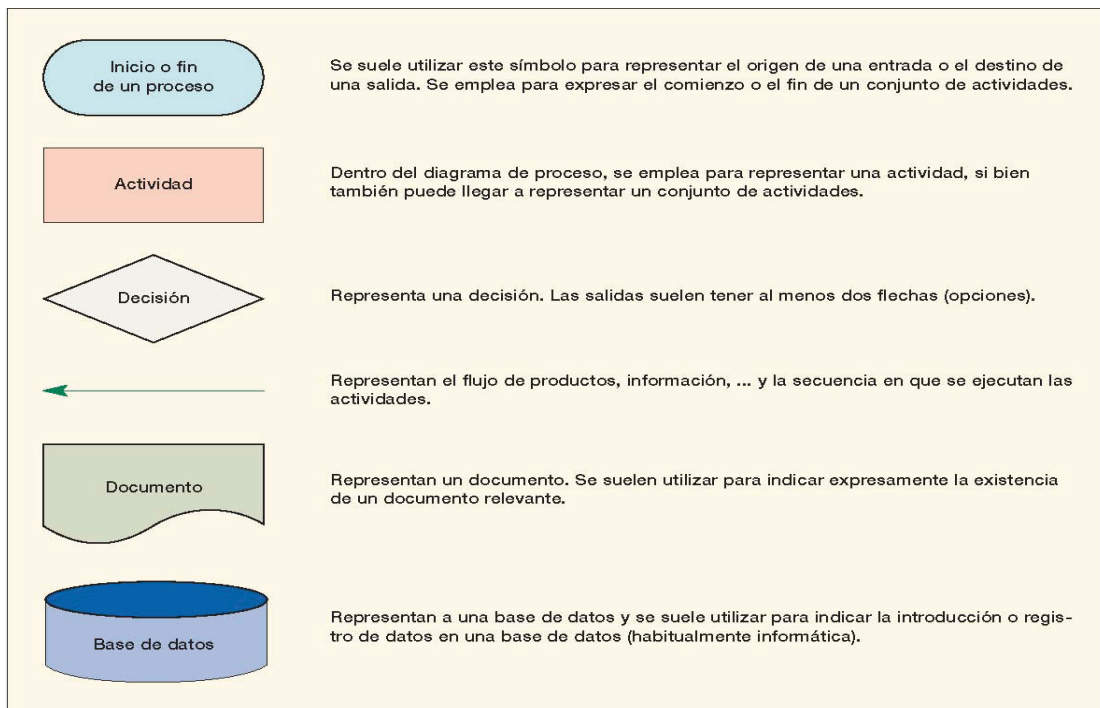 Inicio o fin
de un proceso
Se suele utilizar este símbolo para representar el origen de una entrada o el destino de
una salida. Se emplea para expresar el comienzo o el fin de un conjunto de actividades.
Actividad
Dentro del diagrama de proceso, se emplea para representar una actividad, si bien
también puede llegar a representar un conjunto de actividades.
Decisión
Representa una decisión. Las salidas suelen tener al menos dos flechas (opciones).
Representan el flujo de productos, información, ... y la secuencia en que se ejecutan las
actividades.
Documento
Representan un documento. Se suelen utilizar para indicar expresamente la existencia
de un documento relevante.
Base de datos
Representan a una base de datos y se suele utilizar para indicar la introducción o regis-
tro de datos en una base de datos (habitualmente informática).